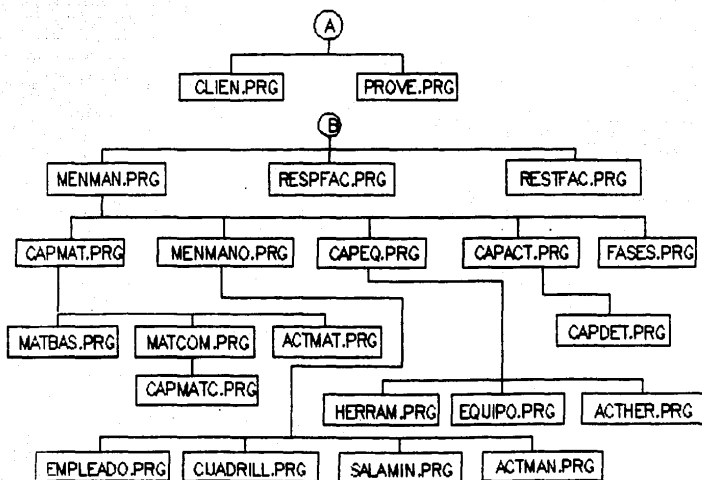 A
CLIEN.PRG PROVE.PRG
B
MENMAN.PRG RESPFAC.PRG RESTFAC.PRG
CAPMAT.PRG MENMANO.PRG CAPEQ.PRG CAPACT.PRG FASES.PRG
MATBAS.PRG MATCOM.PRG ACTMAT.PRG CAPDET.PRG
CAPMATC.PRG
HERRAM.PRG EQUIPO.PRG ACTHER.PRG
EMPLEADO.PRG CUADRILL.PRG SALAMIN.PRG ACTMAN.PRG